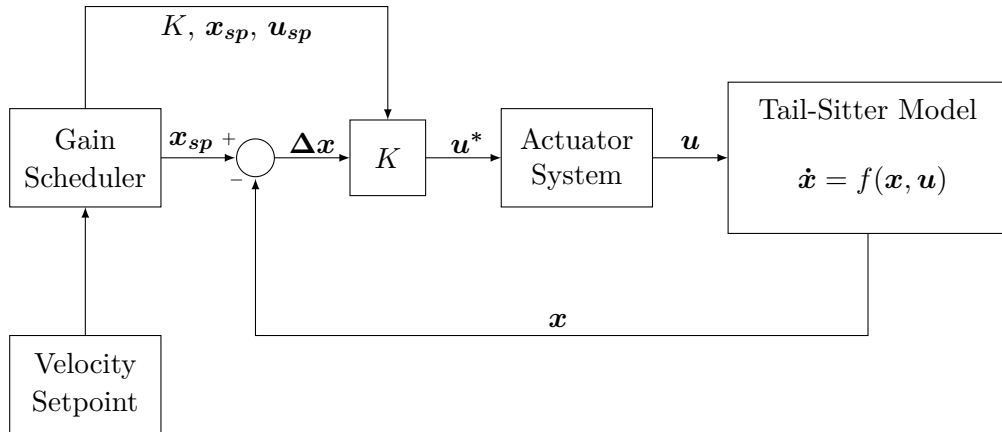 K, x_sp, u_sp
Gain
Scheduler
x_sp
+
−
Δx
K
u*
Actuator
System
u
Tail-Sitter Model
ẋ = f(x, u)
x
Velocity
Setpoint